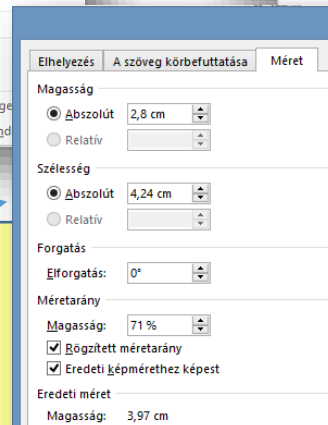 Elhelyezés A szöveg körbefuttatása Méret
Magasság
Abszolút 2,8 cm
Relatív
Szélesség
Abszolút 4,24 cm
Relatív
Forgatás
Elforgatás: 0°
Méretarány
Magasság: 71 %
Rögzített méretarány
Eredeti képmérethez képest
Eredeti méret
Magasság: 3,97 cm